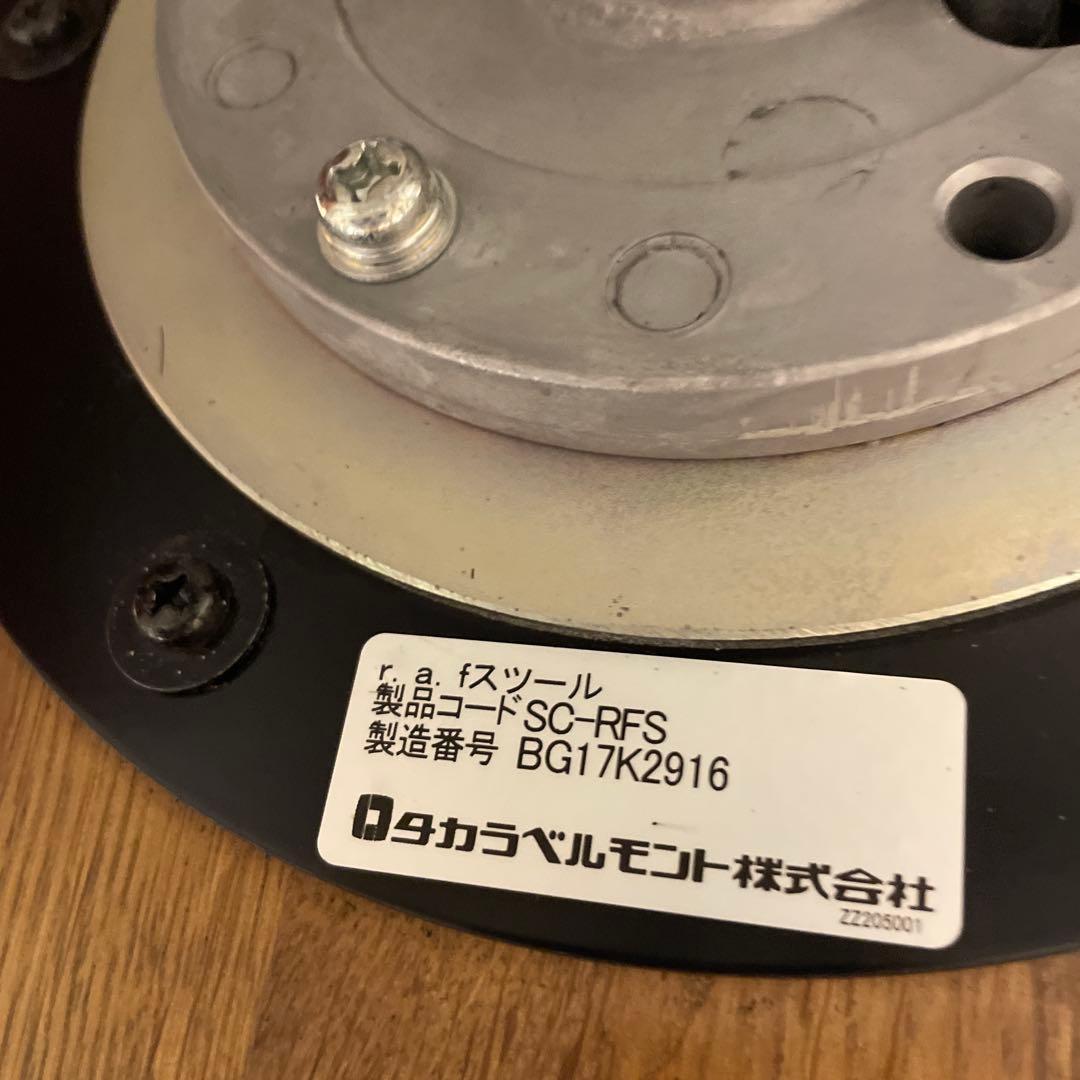 r.a.fスツール
製品コードSC-RFS
製造番号 BG17K2916
タカラベルモント株式会社
ZZ205001